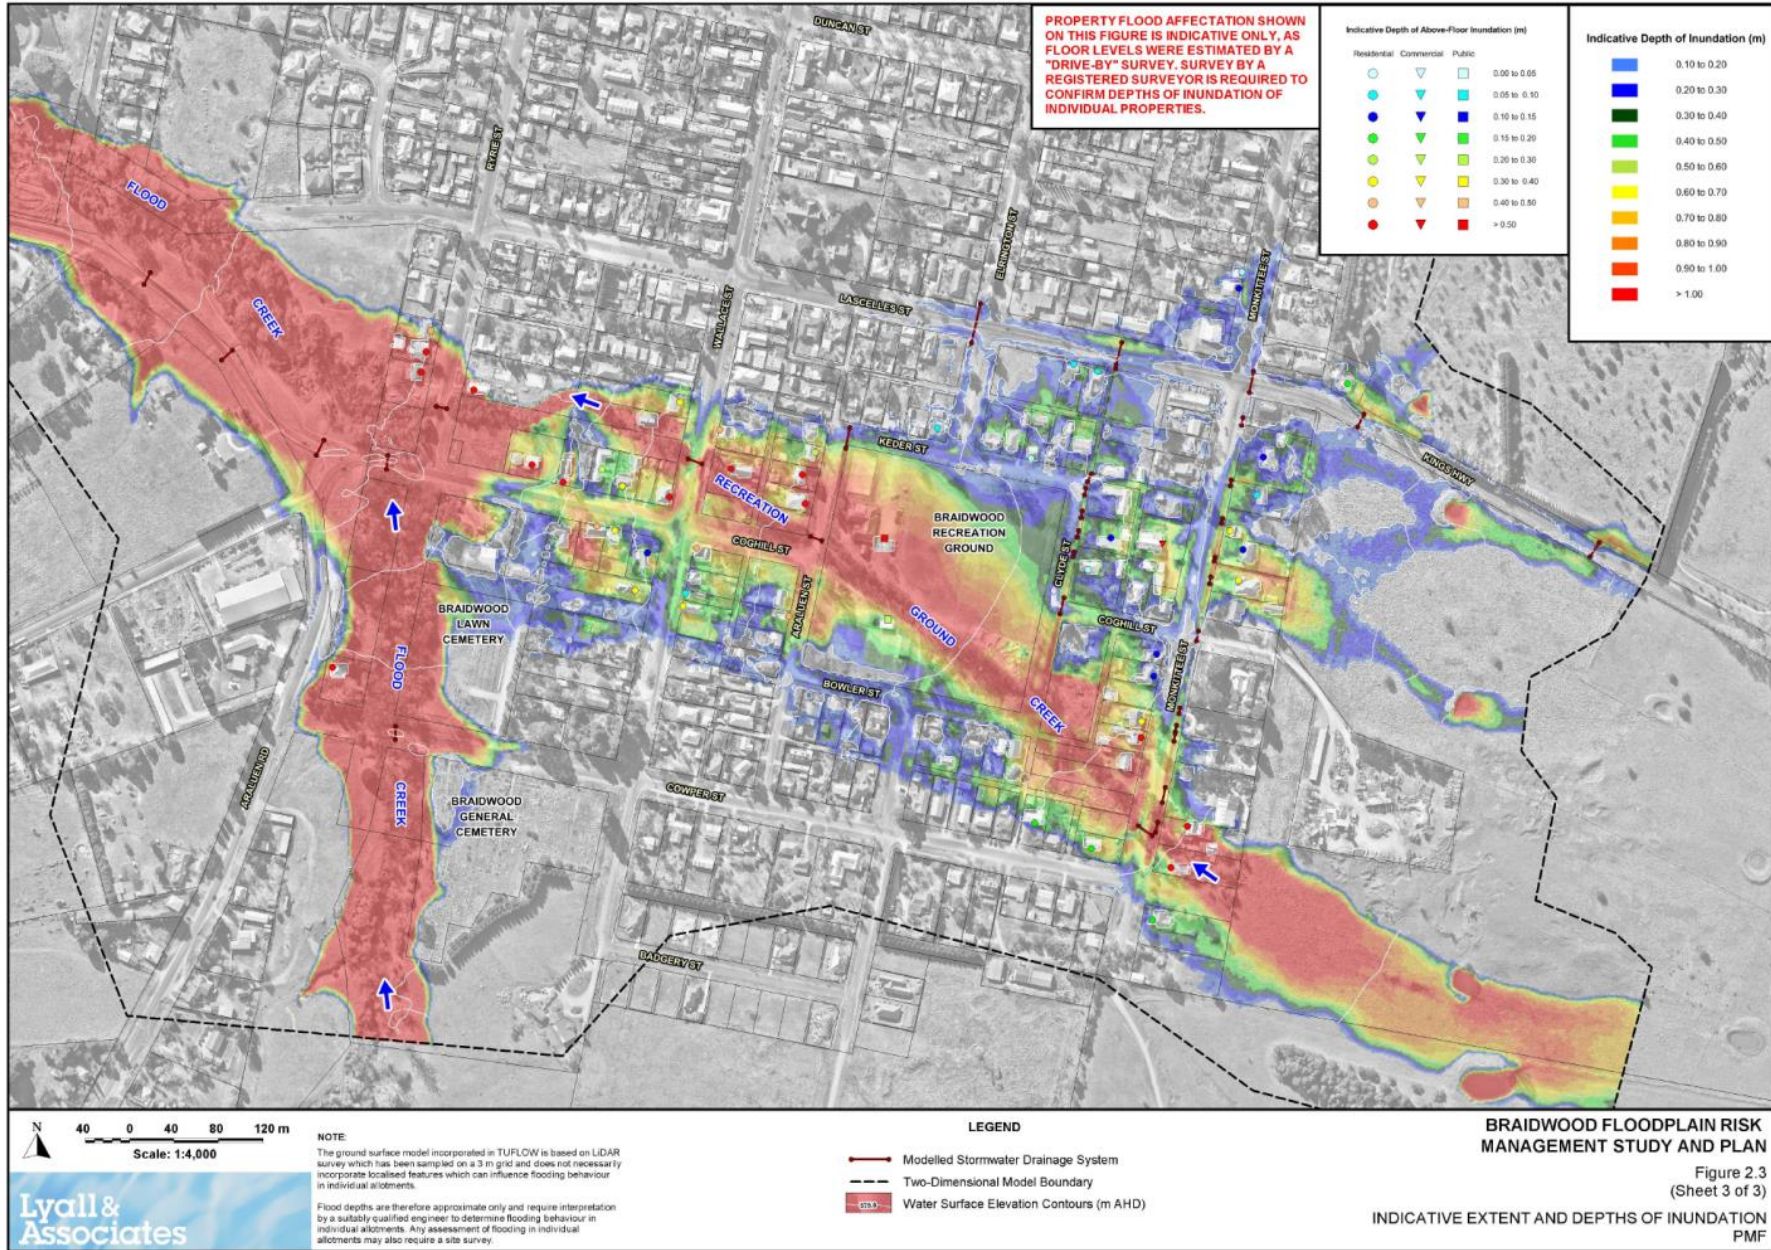 PROPERTY FLOOD AFFECTATION SHOWN
ON THIS FIGURE IS INDICATIVE ONLY, AS
FLOOR LEVELS WERE ESTIMATED BY A
"DRIVE-BY" SURVEY. SURVEY BY A
REGISTERED SURVEYOR IS REQUIRED TO
CONFIRM DEPTHS OF INUNDATION OF
INDIVIDUAL PROPERTIES.
Indicative Depth of Above-Floor Inundation (m)
Residential Commercial Public
0.00 to 0.05
0.05 to 0.10
0.10 to 0.15
0.15 to 0.20
0.20 to 0.30
0.30 to 0.40
0.40 to 0.50
> 0.50
Indicative Depth of Inundation (m)
0.10 to 0.20
0.20 to 0.30
0.30 to 0.40
0.40 to 0.50
0.50 to 0.60
0.60 to 0.70
0.70 to 0.80
0.80 to 0.90
0.90 to 1.00
> 1.00
DUNCAN ST
RYRIE ST
FLOOD
CREEK
WALLACE ST
LASCELLES ST
ELRINGTON ST
MONKITTEE ST
KINGS HWY
KEDER ST
RECREATION
BRAIDWOOD
RECREATION
GROUND
COGHILL ST
CLYDE ST
ARALUEN ST
GROUND
COGHILL ST
BRAIDWOOD
LAWN
CEMETERY
FLOOD
BOWLER ST
CREEK
MONKITTEE ST
ARALUEN RD
CREEK
BRAIDWOOD
GENERAL
CEMETERY
COWPER ST
BADGERY ST
N
40 0 40 80 120 m
Scale: 1:4,000
Lyall &
Associates
NOTE:
The ground surface model incorporated in TUFLOW is based on LiDAR
survey which has been sampled on a 3 m grid and does not necessarily
incorporate localised features which can influence flooding behaviour
in individual allotments.
Flood depths are therefore approximate only and require interpretation
by a suitably qualified engineer to determine flooding behaviour in
individual allotments. Any assessment of flooding in individual
allotments may also require a site survey.
LEGEND
Modelled Stormwater Drainage System
Two-Dimensional Model Boundary
Water Surface Elevation Contours (m AHD)
BRAIDWOOD FLOODPLAIN RISK
MANAGEMENT STUDY AND PLAN
Figure 2.3
(Sheet 3 of 3)
INDICATIVE EXTENT AND DEPTHS OF INUNDATION
PMF